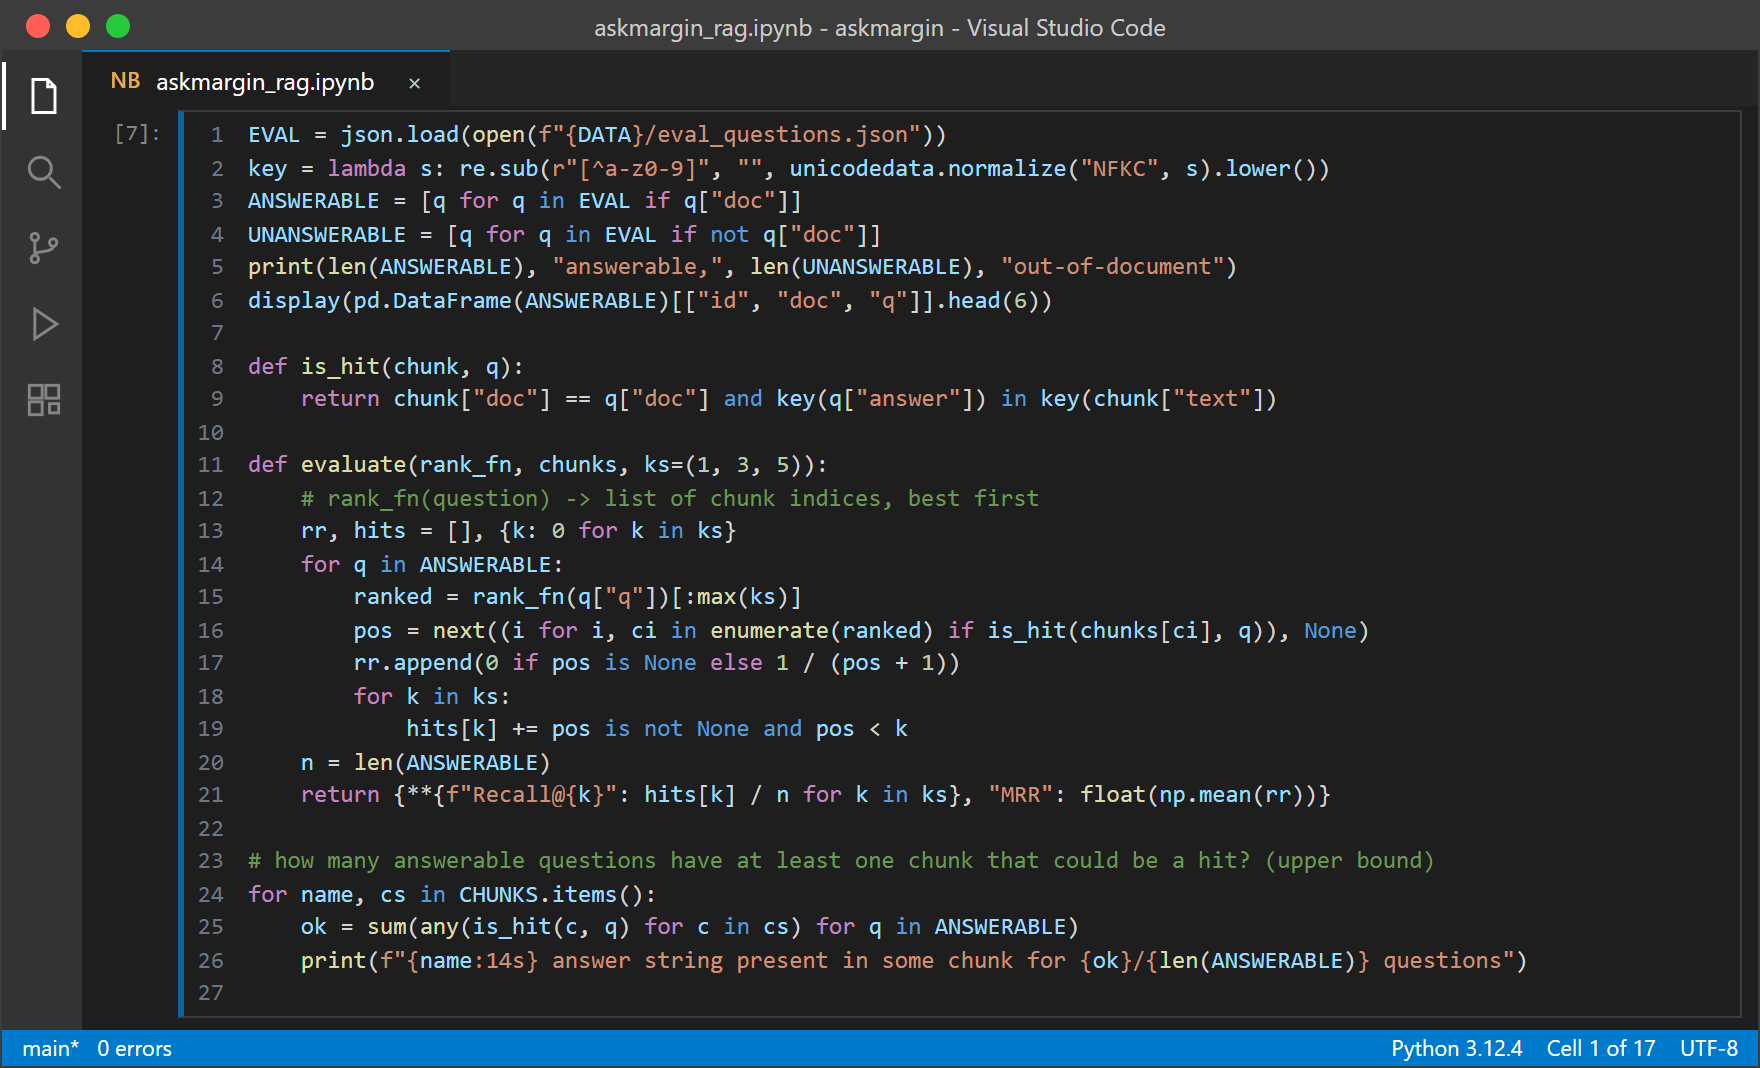 askmargin_rag.ipynb - askmargin - Visual Studio Code
NB askmargin_rag.ipynb ×
[7]:
1 EVAL = json.load(open(f"{DATA}/eval_questions.json"))
2 key = lambda s: re.sub(r"[^a-z0-9]", "", unicodedata.normalize("NFKC", s).lower())
3 ANSWERABLE = [q for q in EVAL if q["doc"]]
4 UNANSWERABLE = [q for q in EVAL if not q["doc"]]
5 print(len(ANSWERABLE), "answerable,", len(UNANSWERABLE), "out-of-document")
6 display(pd.DataFrame(ANSWERABLE)[["id", "doc", "q"]].head(6))
7
8 def is_hit(chunk, q):
9     return chunk["doc"] == q["doc"] and key(q["answer"]) in key(chunk["text"])
10
11 def evaluate(rank_fn, chunks, ks=(1, 3, 5)):
12     # rank_fn(question) -> list of chunk indices, best first
13     rr, hits = [], {k: 0 for k in ks}
14     for q in ANSWERABLE:
15         ranked = rank_fn(q["q"])[:max(ks)]
16         pos = next((i for i, ci in enumerate(ranked) if is_hit(chunks[ci], q)), None)
17         rr.append(0 if pos is None else 1 / (pos + 1))
18         for k in ks:
19             hits[k] += pos is not None and pos < k
20     n = len(ANSWERABLE)
21     return {**{f"Recall@{k}": hits[k] / n for k in ks}, "MRR": float(np.mean(rr))}
22
23 # how many answerable questions have at least one chunk that could be a hit? (upper bound)
24 for name, cs in CHUNKS.items():
25     ok = sum(any(is_hit(c, q) for c in cs) for q in ANSWERABLE)
26     print(f"{name:14s} answer string present in some chunk for {ok}/{len(ANSWERABLE)} questions")
27
main* 0 errors Python 3.12.4 Cell 1 of 17 UTF-8